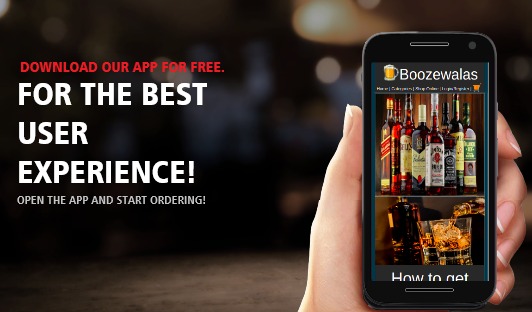 DOWNLOAD OUR APP FOR FREE.
FOR THE BEST
USER
EXPERIENCE!
OPEN THE APP AND START ORDERING!
Boozewalas
Home | Categories | Shop Online | Login/Register |
How to get